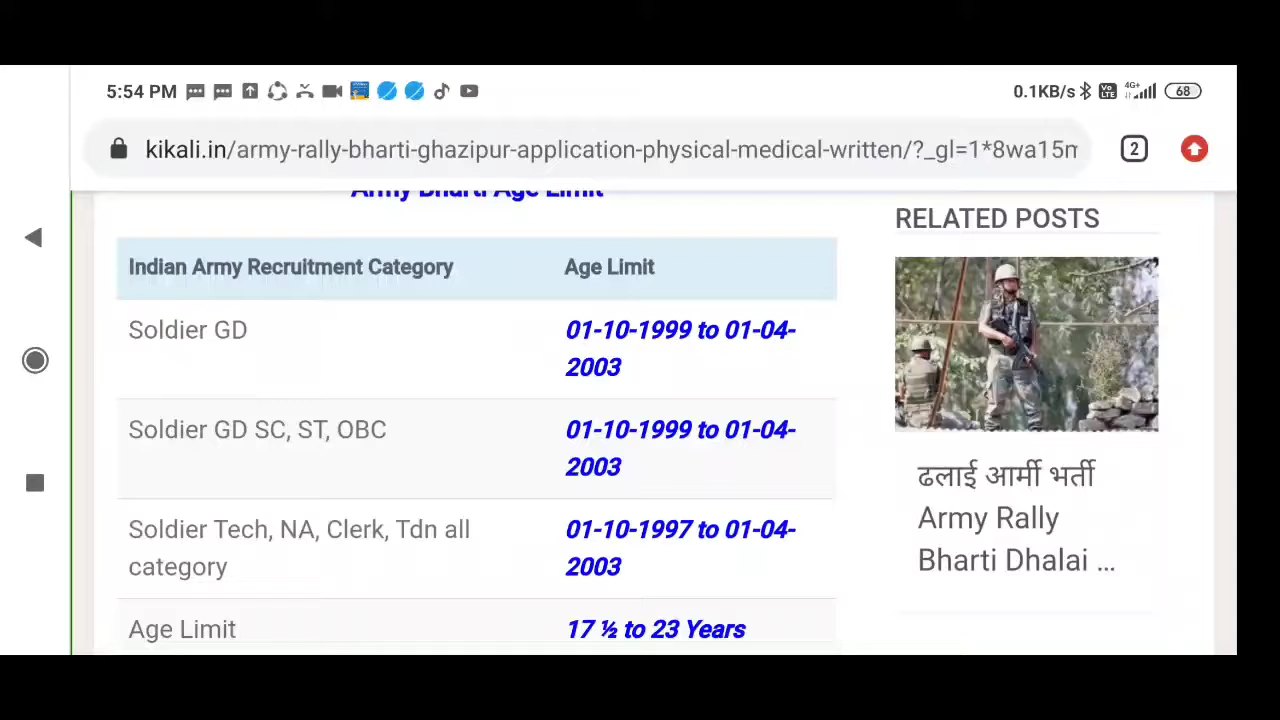 5:54 PM
0.1KB/s
Vo LTE
4G+
68
kikali.in/army-rally-bharti-ghazipur-application-physical-medical-written/?_gl=1*8wa15m
2
Army Bharti Age Limit
Indian Army Recruitment Category Age Limit
Soldier GD 01-10-1999 to 01-04-
2003
Soldier GD SC, ST, OBC 01-10-1999 to 01-04-
2003
Soldier Tech, NA, Clerk, Tdn all 01-10-1997 to 01-04-
category 2003
Age Limit 17 ½ to 23 Years
RELATED POSTS
ढलाई आर्मी भर्ती
Army Rally
Bharti Dhalai ...